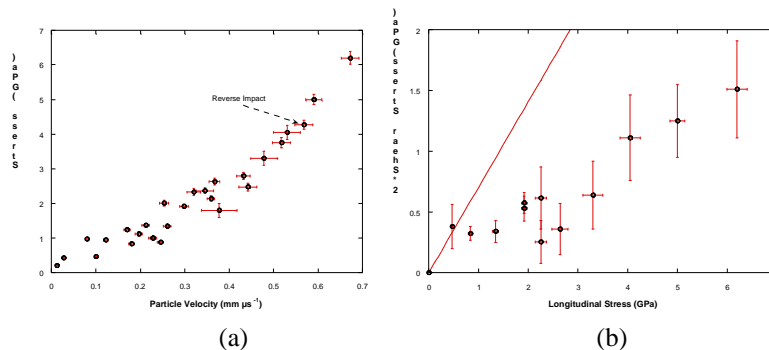 Stress (GPa)
7
6
5
4
3
2
1
0
Reverse Impact
0 0.1 0.2 0.3 0.4 0.5 0.6 0.7
Particle Velocity (mm µs⁻¹)
(a)
2*Shear Stress (GPa)
2
1.5
1
0.5
0
0 1 2 3 4 5 6
Longitudinal Stress (GPa)
(b)